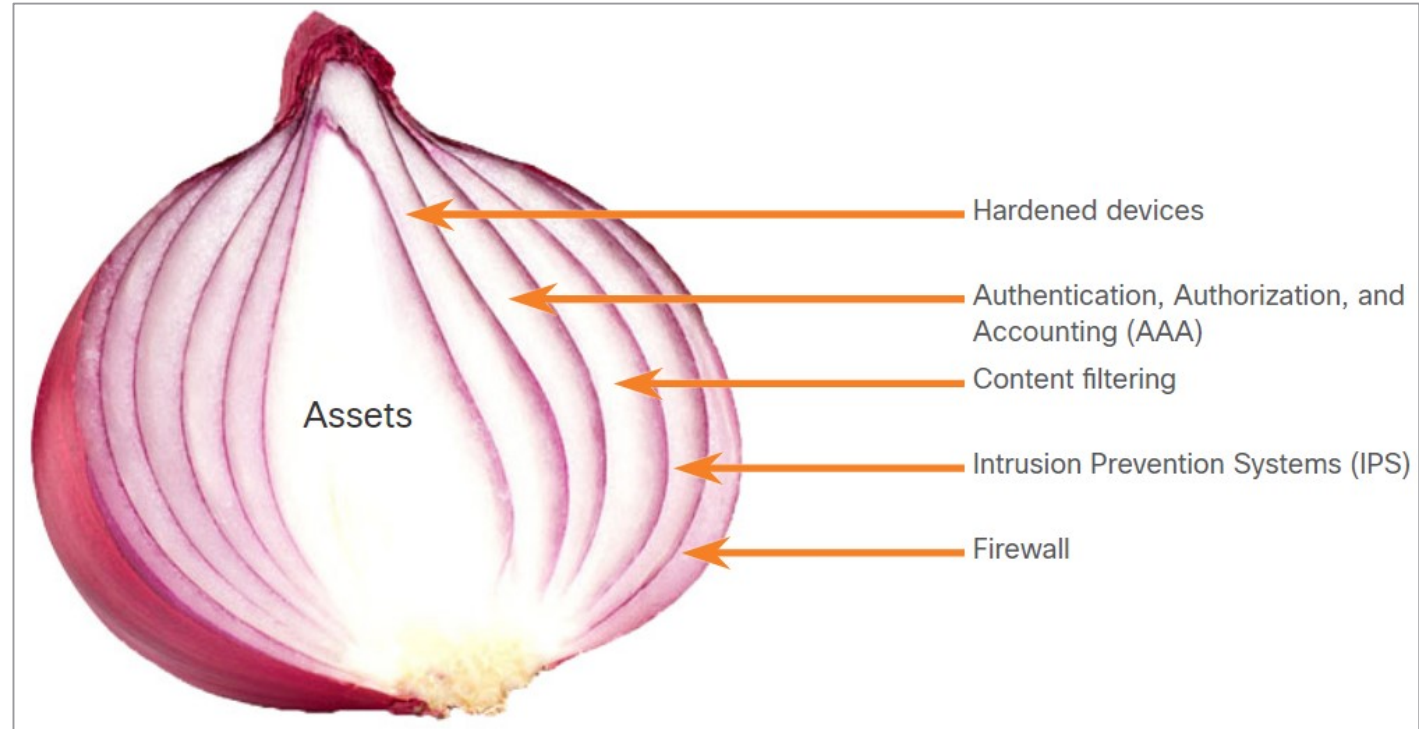 Hardened devices
Authentication, Authorization, and
Accounting (AAA)
Content filtering
Assets
Intrusion Prevention Systems (IPS)
Firewall